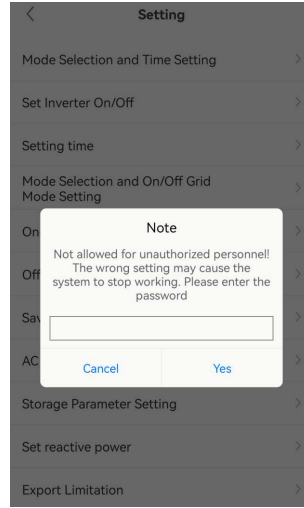 Setting
Mode Selection and Time Setting
Set Inverter On/Off
Setting time
Mode Selection and On/Off Grid
Mode Setting
Note
On
Not allowed for unauthorized personnel!
Off
The wrong setting may cause the
system to stop working. Please enter the
password
Sav
AC
Cancel Yes
Storage Parameter Setting
Set reactive power
Export Limitation